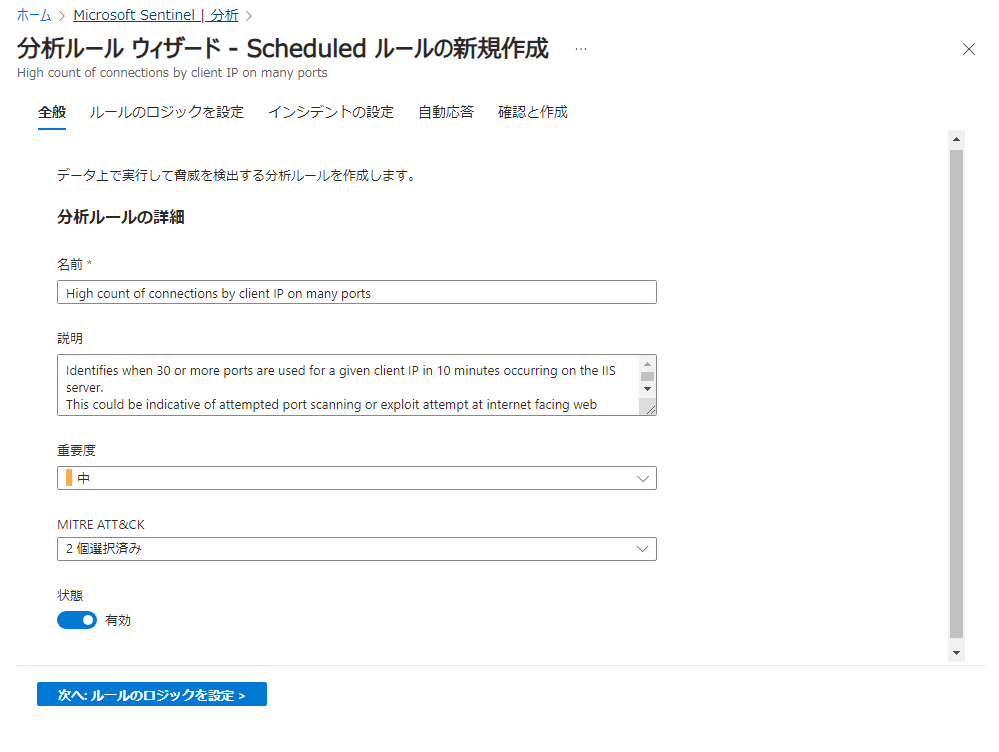 ホーム > Microsoft Sentinel | 分析 >
分析ルール ウィザード - Scheduled ルールの新規作成 ...
High count of connections by client IP on many ports
全般 ルールのロジックを設定 インシデントの設定 自動応答 確認と作成
データ上で実行して脅威を検出する分析ルールを作成します。
分析ルールの詳細
名前 *
High count of connections by client IP on many ports
説明
Identifies when 30 or more ports are used for a given client IP in 10 minutes occurring on the IIS
server.
This could be indicative of attempted port scanning or exploit attempt at internet facing web
重要度
中
MITRE ATT&CK
2 個選択済み
状態
有効
次へ: ルールのロジックを設定 >